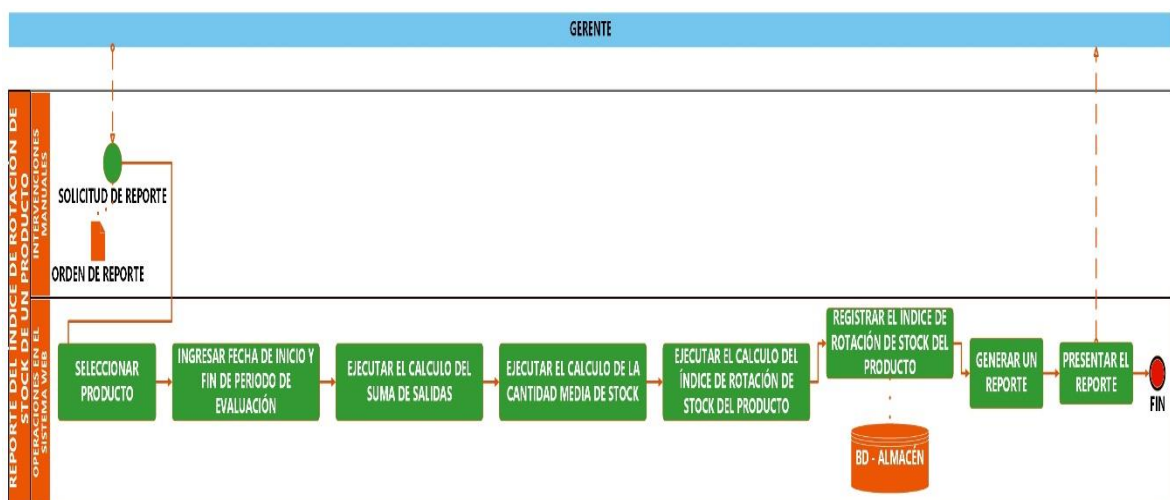 GERENTE
REPORTE DEL ÍNDICE DE ROTACIÓN DE
STOCK DE UN PRODUCTO
INTERVENCIONES
MANUALES
SOLICITUD DE REPORTE
ORDEN DE REPORTE
OPERACIONES EN EL
SISTEMA WEB
SELECCIONAR
PRODUCTO
INGRESAR FECHA DE INICIO Y
FIN DE PERIODO DE
EVALUACIÓN
EJECUTAR EL CALCULO DEL
SUMA DE SALIDAS
EJECUTAR EL CALCULO DE LA
CANTIDAD MEDIA DE STOCK
EJECUTAR EL CALCULO DEL
ÍNDICE DE ROTACIÓN DE
STOCK DEL PRODUCTO
REGISTRAR EL INDICE DE
ROTACIÓN DE STOCK DEL
PRODUCTO
BD - ALMACÉN
GENERAR UN
REPORTE
PRESENTAR EL
REPORTE
FIN